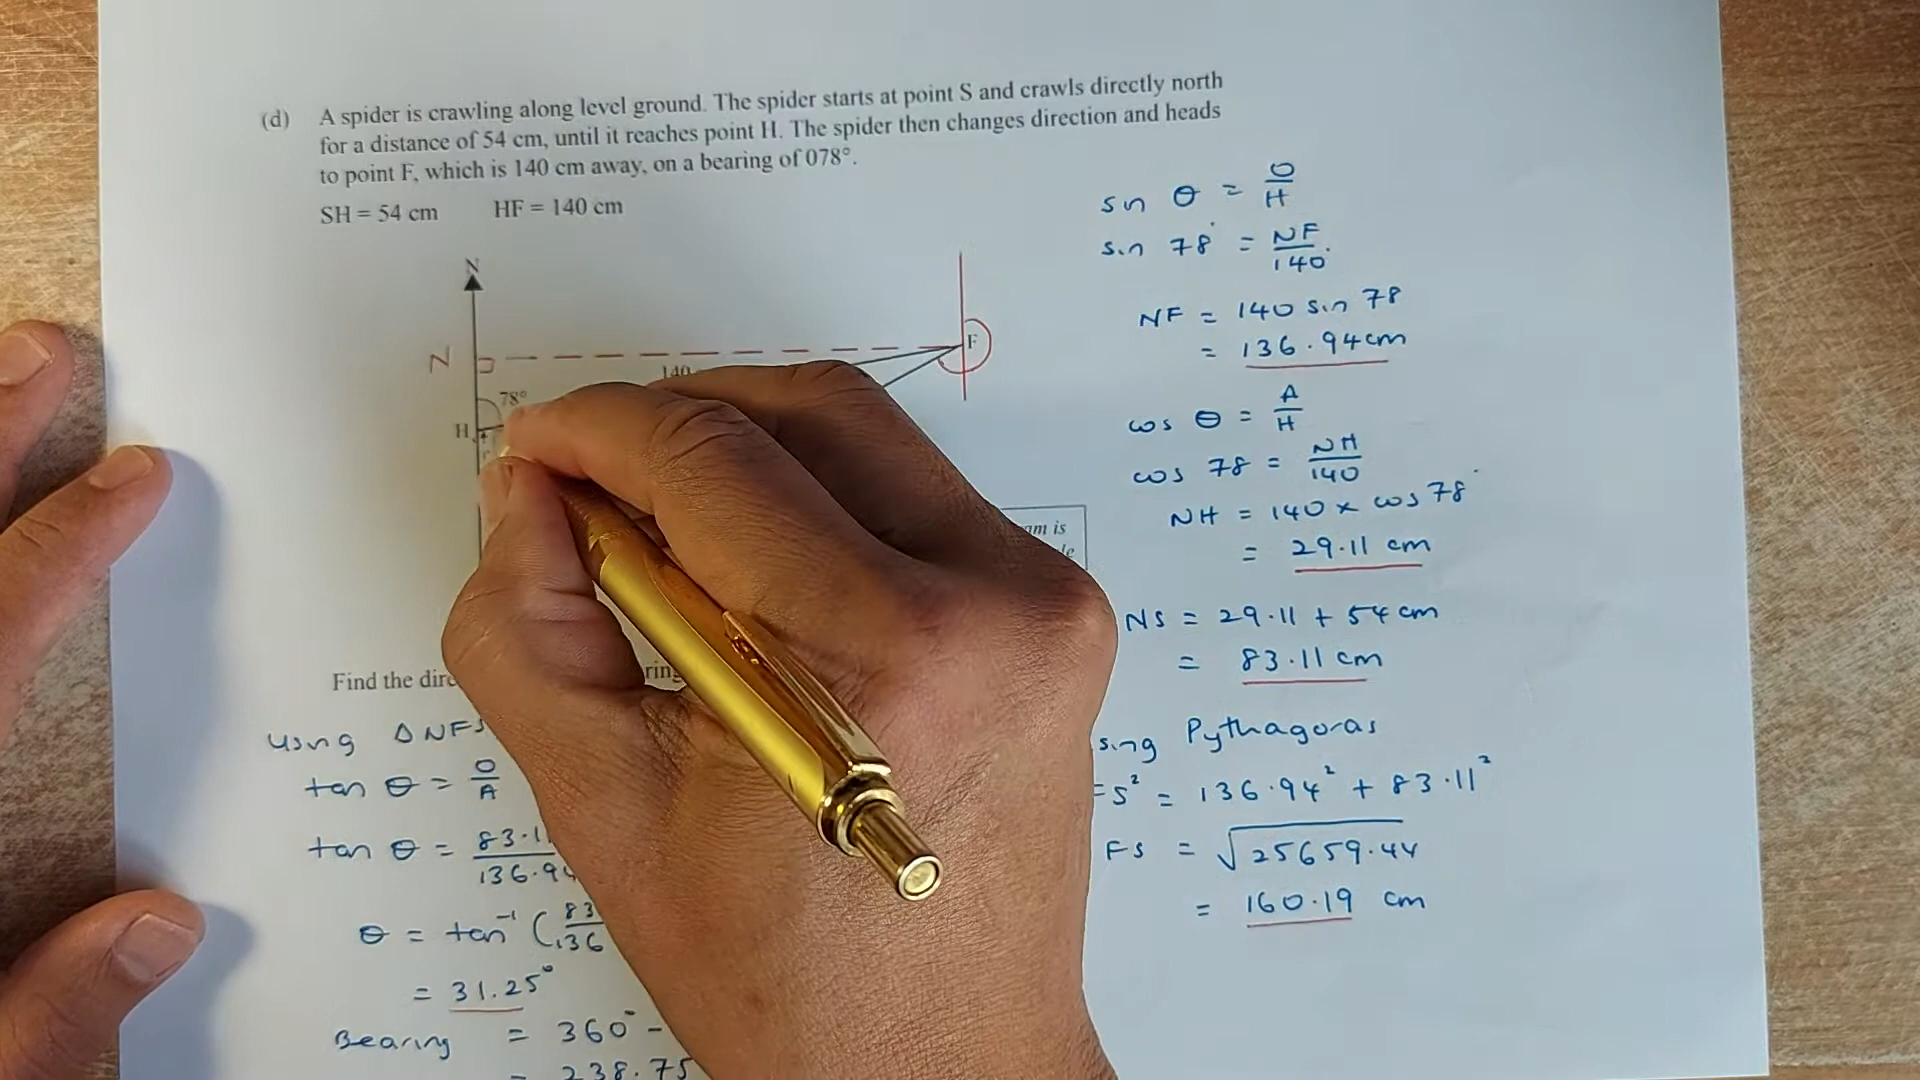 (d) A spider is crawling along level ground. The spider starts at point S and crawls directly north
for a distance of 54 cm, until it reaches point H. The spider then changes direction and heads
to point F, which is 140 cm away, on a bearing of 078°.
SH = 54 cm HF = 140 cm
N
N
F
140
78°
H
am is
Find the
using Δ NFS
tan θ = O/A
tan θ = 83.1 / 136.94
θ = tan⁻¹ (83 / 136
= 31.25°
Bearing = 360° -
= 238.75
sin θ = O/H
sin 78° = NF/140
NF = 140 sin 78
= 136.94cm
cos θ = A/H
cos 78 = NH/140
NH = 140 x cos 78
= 29.11 cm
NS = 29.11 + 54 cm
= 83.11 cm
sing Pythagoras
FS² = 136.94² + 83.11²
FS = √25659.44
= 160.19 cm